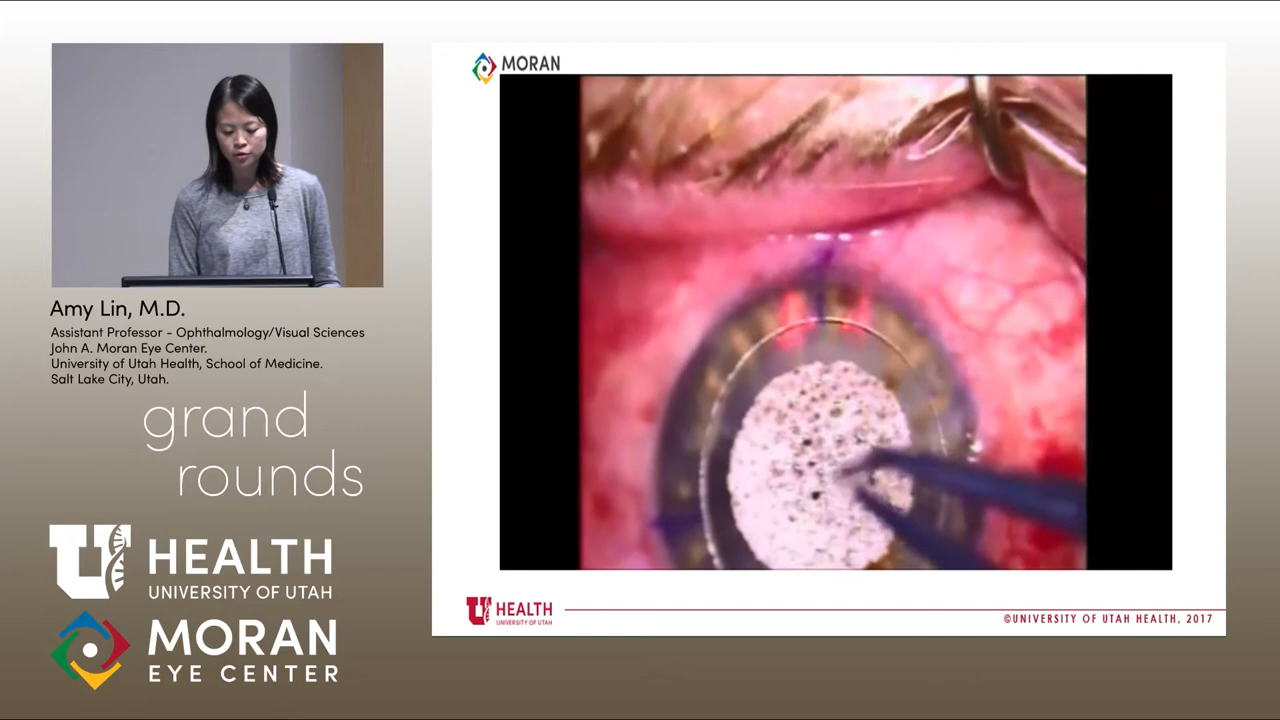 MORAN
Amy Lin, M.D.
Assistant Professor - Ophthalmology/Visual Sciences
John A. Moran Eye Center.
University of Utah Health, School of Medicine.
Salt Lake City, Utah.
grand
rounds
U HEALTH
UNIVERSITY OF UTAH
MORAN
EYE CENTER
U HEALTH
UNIVERSITY OF UTAH
©UNIVERSITY OF UTAH HEALTH, 2017